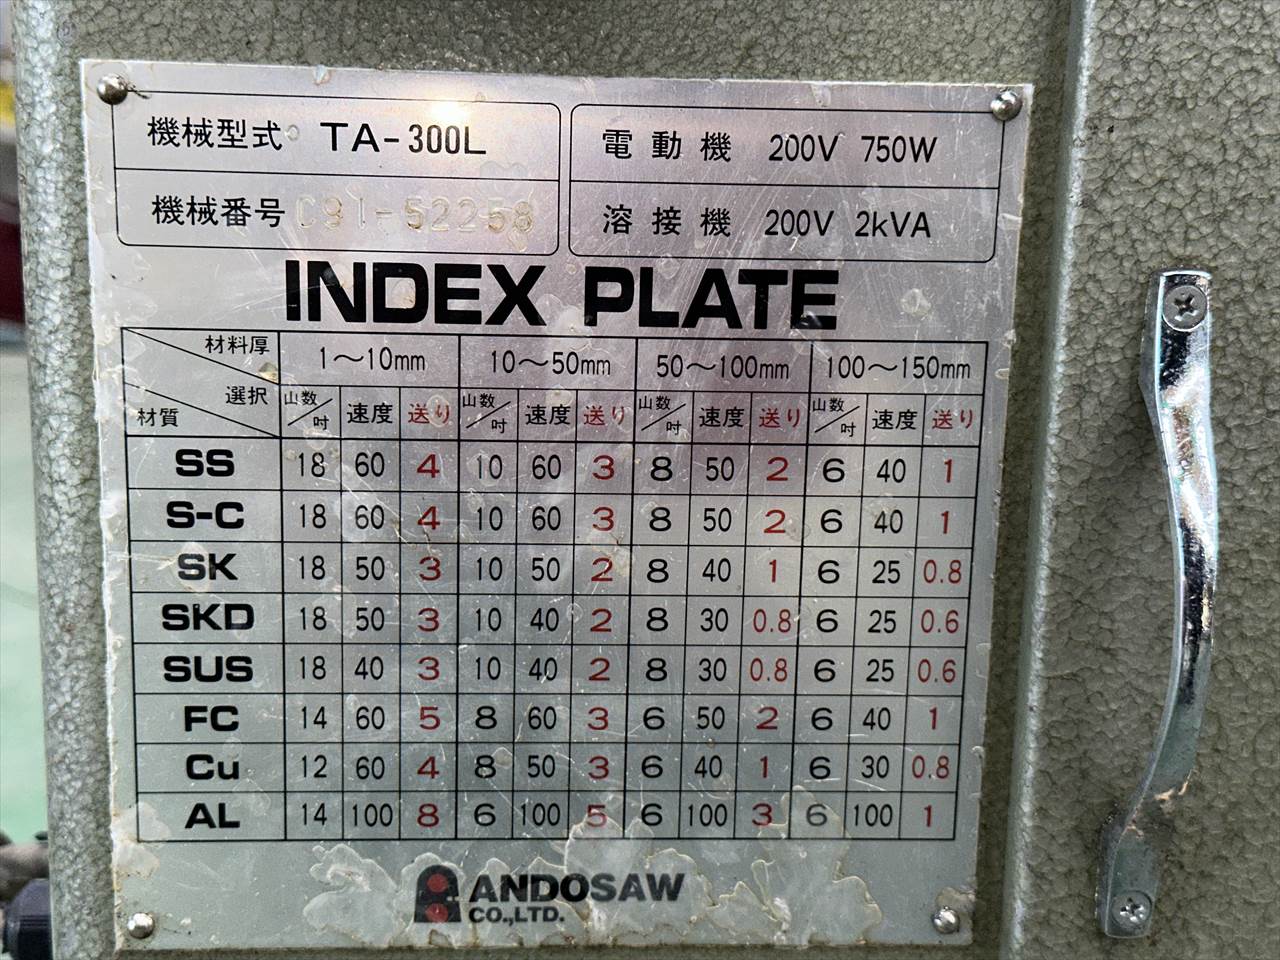 機械型式 TA-300L
機械番号 C91-52258
電動機 200V 750W
溶接機 200V 2kVA
INDEX PLATE
材料厚 1～10mm 10～50mm 50～100mm 100～150mm
選択
材質 山数/吋 速度 送り 山数/吋 速度 送り 山数/吋 速度 送り 山数/吋 速度 送り
SS 18 60 4 10 60 3 8 50 2 6 40 1
S-C 18 60 4 10 60 3 8 50 2 6 40 1
SK 18 50 3 10 50 2 8 40 1 6 25 0.8
SKD 18 50 3 10 40 2 8 30 0.8 6 25 0.6
SUS 18 40 3 10 40 2 8 30 0.8 6 25 0.6
FC 14 60 5 8 60 3 6 50 2 6 40 1
Cu 12 60 4 8 50 3 6 40 1 6 30 0.8
AL 14 100 8 6 100 5 6 100 3 6 100 1
ANDOSAW
CO.,LTD.